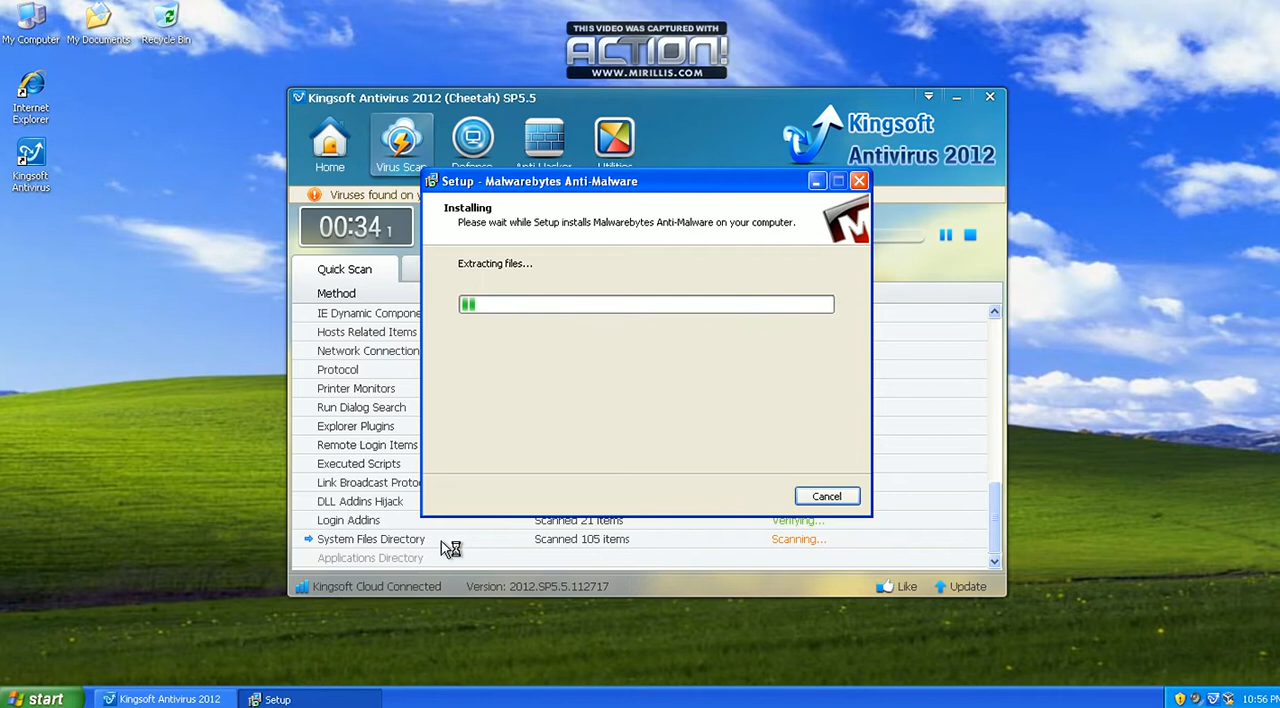 My Computer
My Documents
Recycle Bin
THIS VIDEO WAS CAPTURED WITH
ACTION!
WWW.MIRILLIS.COM
Internet
Explorer
Kingsoft
Antivirus
Kingsoft Antivirus 2012 (Cheetah) SP5.5
Home
Virus Scan
Defense
Anti Hacker
Utilities
Kingsoft
Antivirus 2012
Viruses found on
00:34 1
Quick Scan
Method
IE Dynamic Compone
Hosts Related Items
Network Connection
Protocol
Printer Monitors
Run Dialog Search
Explorer Plugins
Remote Login Items
Executed Scripts
Link Broadcast Proto
DLL Addins Hijack
Login Addins Scanned 21 items Verifying...
System Files Directory Scanned 105 items Scanning...
Applications Directory
Kingsoft Cloud Connected Version: 2012.SP5.5.112717 Like Update
Setup - Malwarebytes Anti-Malware
Installing
Please wait while Setup installs Malwarebytes Anti-Malware on your computer.
Extracting files...
Cancel
start Kingsoft Antivirus 2012 Setup 10:56 PM